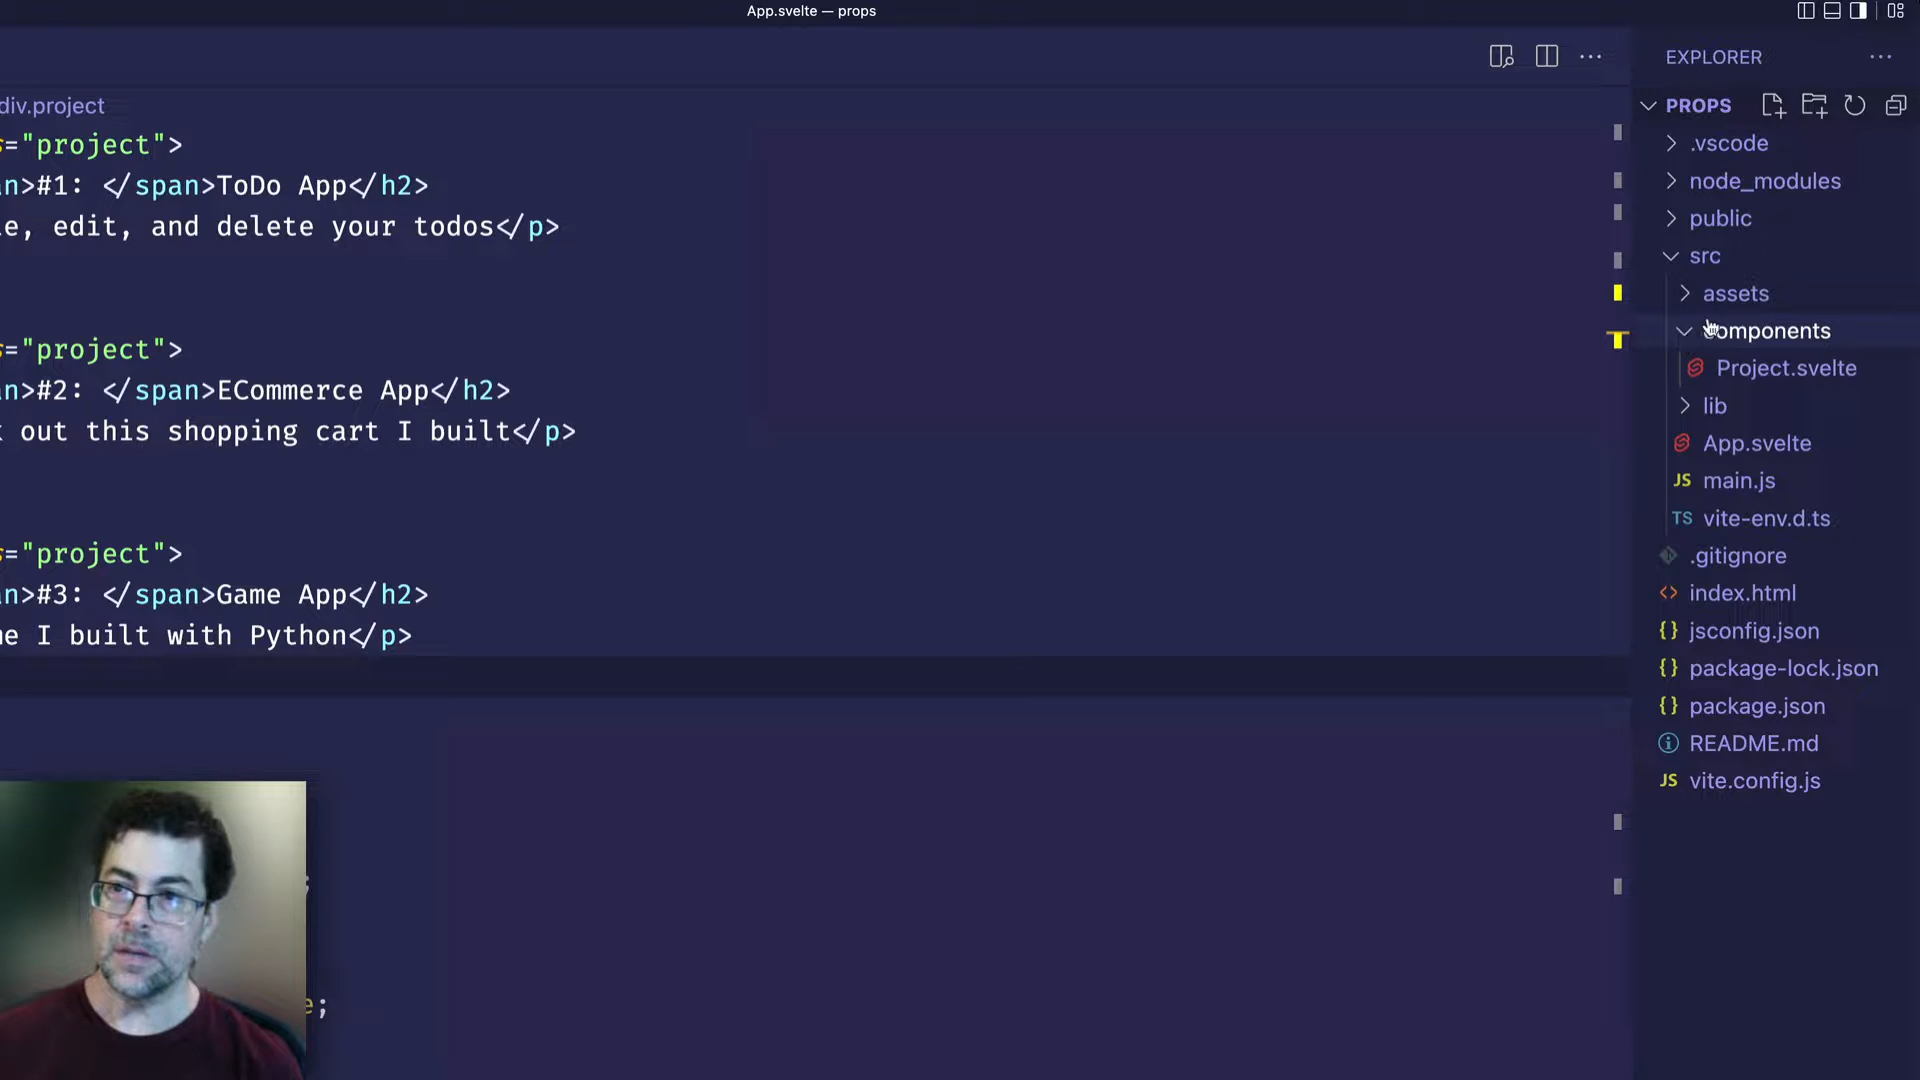 App.svelte — props
div.project
="project">
n>#1: </span>ToDo App</h2>
e, edit, and delete your todos</p>
="project">
n>#2: </span>ECommerce App</h2>
out this shopping cart I built</p>
="project">
n>#3: </span>Game App</h2>
e I built with Python</p>
;
e;
EXPLORER
PROPS
.vscode
node_modules
public
src
assets
components
Project.svelte
lib
App.svelte
JS main.js
TS vite-env.d.ts
.gitignore
<> index.html
{} jsconfig.json
{} package-lock.json
{} package.json
README.md
JS vite.config.js